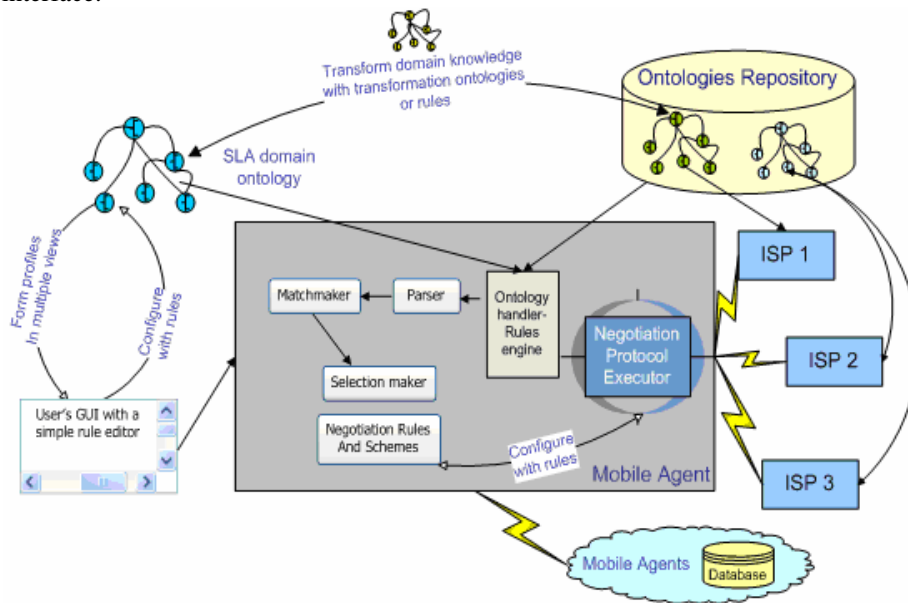 interface.
Transform domain knowledge
with transformation ontologies
or rules
Ontologies Repository
SLA domain
ontology
Form profiles
In multiple views
Configure
with rules
User's GUI with a
simple rule editor
Matchmaker
Parser
Ontology
handler-
Rules
engine
I
Negotiation
Protocol
Executor
Selection maker
Negotiation Rules
And Schemes
Configure
with rules
Mobile Agent
ISP 1
ISP 2
ISP 3
Mobile Agents
Database